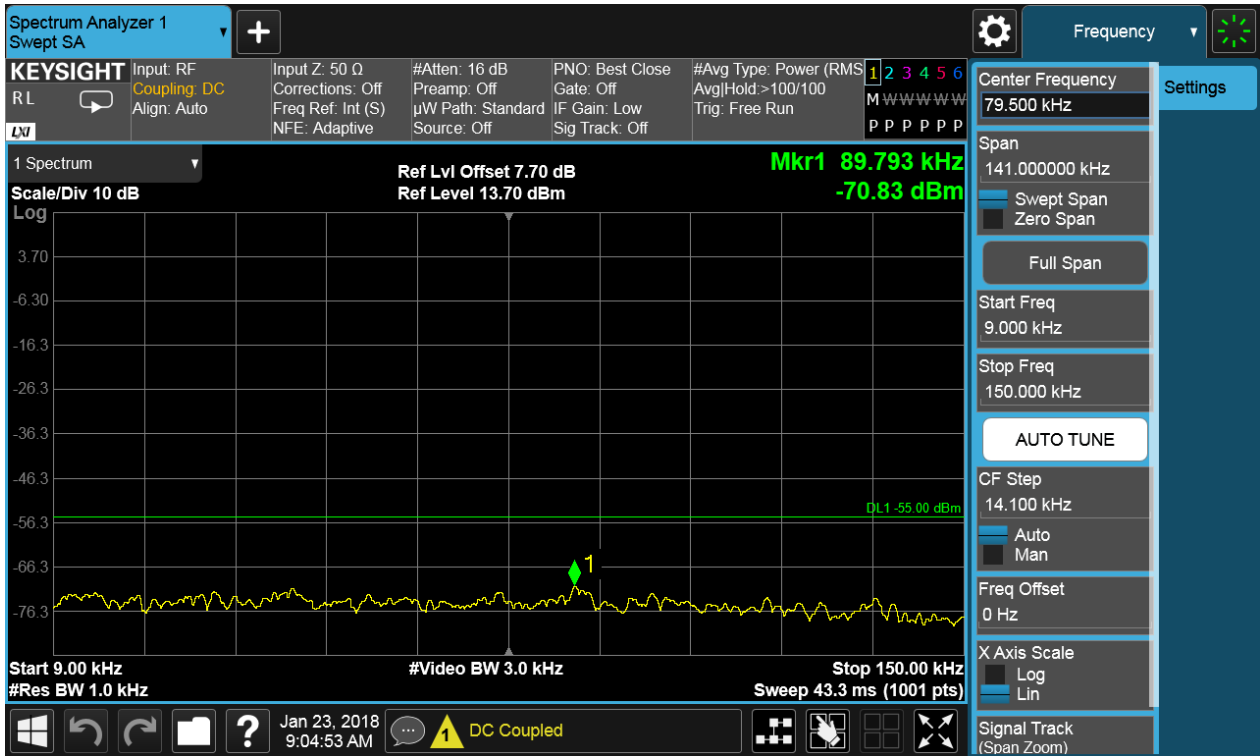 Spectrum Analyzer 1
Swept SA
Frequency
KEYSIGHT
RL
LXI
Input: RF
Coupling: DC
Align: Auto
Input Z: 50 Ω
Corrections: Off
Freq Ref: Int (S)
NFE: Adaptive
#Atten: 16 dB
Preamp: Off
µW Path: Standard
Source: Off
PNO: Best Close
Gate: Off
IF Gain: Low
Sig Track: Off
#Avg Type: Power (RMS
Avg|Hold:>100/100
Trig: Free Run
1 2 3 4 5 6
M W W W W W
P P P P P P
1 Spectrum
Scale/Div 10 dB
Log
Ref Lvl Offset 7.70 dB
Ref Level 13.70 dBm
Mkr1 89.793 kHz
-70.83 dBm
3.70
-6.30
-16.3
-26.3
-36.3
-46.3
-56.3
-66.3
-76.3
DL1 -55.00 dBm
1
Start 9.00 kHz
#Video BW 3.0 kHz
Stop 150.00 kHz
#Res BW 1.0 kHz
Sweep 43.3 ms (1001 pts)
Center Frequency
79.500 kHz
Settings
Span
141.000000 kHz
Swept Span
Zero Span
Full Span
Start Freq
9.000 kHz
Stop Freq
150.000 kHz
AUTO TUNE
CF Step
14.100 kHz
Auto
Man
Freq Offset
0 Hz
X Axis Scale
Log
Lin
Signal Track
(Span Zoom)
?
Jan 23, 2018
9:04:53 AM
1
DC Coupled